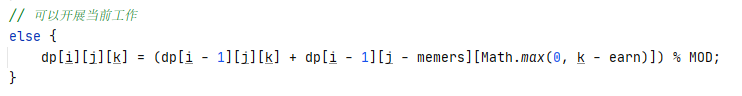 // 可以开展当前工作
else {
    dp[i][j][k] = (dp[i - 1][j][k] + dp[i - 1][j - memers][Math.max(0, k - earn)]) % MOD;
}